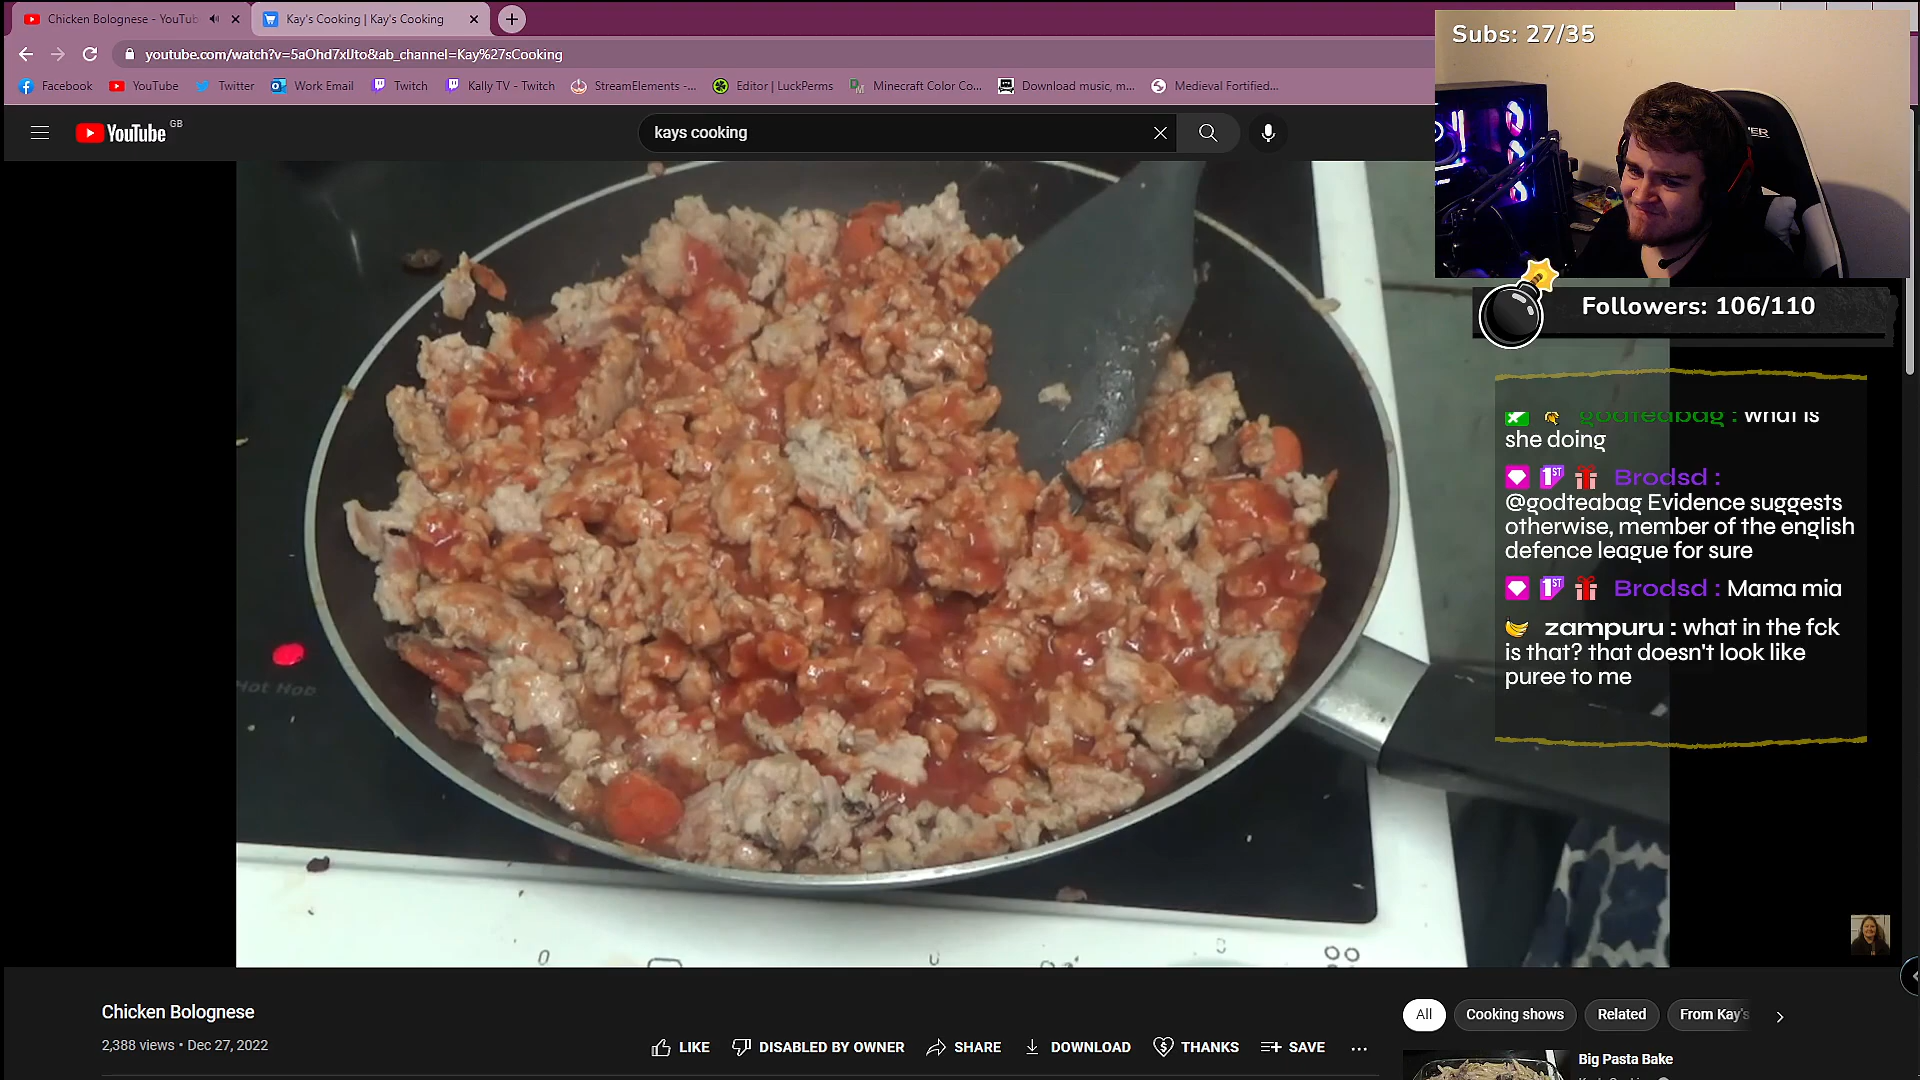 Chicken Bolognese - YouTub
Kay's Cooking | Kay's Cooking
youtube.com/watch?v=5aOhd7xIJto&ab_channel=Kay%27sCooking
Facebook
YouTube
Twitter
Work Email
Twitch
Kally TV - Twitch
StreamElements -...
Editor | LuckPerms
Minecraft Color Co...
Download music, m...
Medieval Fortified...
YouTube GB
kays cooking
Subs: 27/35
Followers: 106/110
godteabag : what is
she doing
Brodsd :
@godteabag Evidence suggests
otherwise, member of the english
defence league for sure
Brodsd : Mama mia
zampuru : what in the fck
is that? that doesn't look like
puree to me
Hot Hob
Chicken Bolognese
2,388 views • Dec 27, 2022
LIKE
DISABLED BY OWNER
SHARE
DOWNLOAD
THANKS
SAVE
All
Cooking shows
Related
From Kay's
Big Pasta Bake